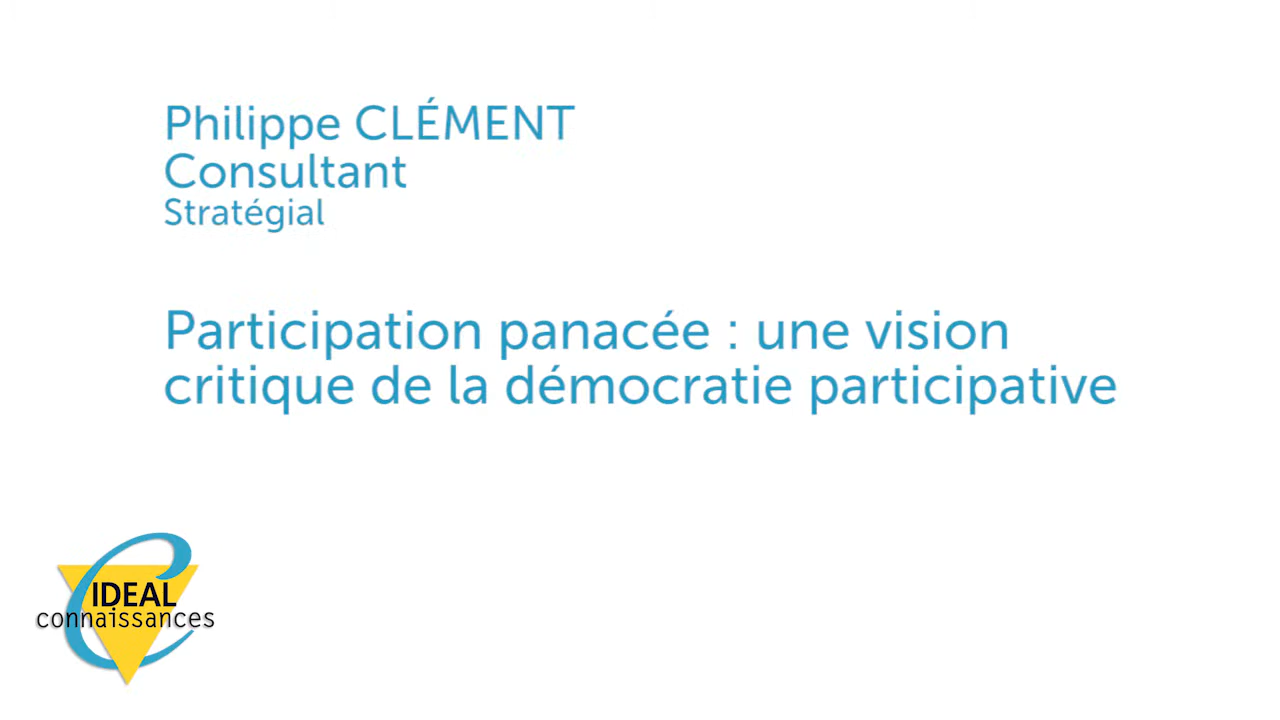 Philippe CLÉMENT
Consultant
Stratégial
Participation panacée : une vision
critique de la démocratie participative
IDEAL
connaissances